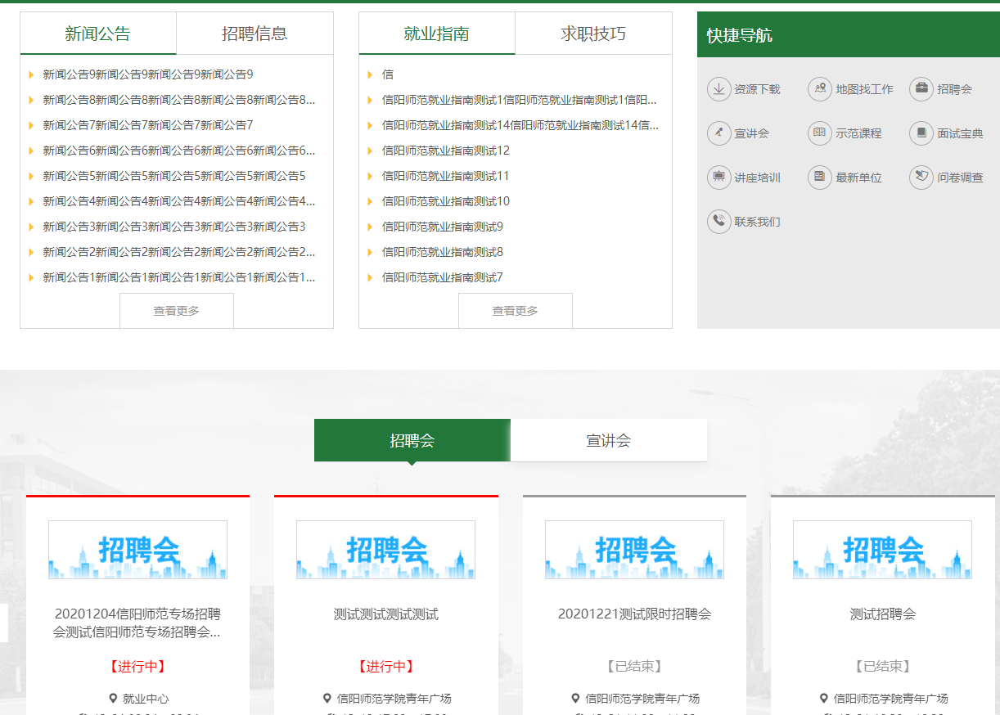 新闻公告
招聘信息
新闻公告9新闻公告9新闻公告9新闻公告9
新闻公告8新闻公告8新闻公告8新闻公告8新闻公告8...
新闻公告7新闻公告7新闻公告7新闻公告7
新闻公告6新闻公告6新闻公告6新闻公告6新闻公告6...
新闻公告5新闻公告5新闻公告5新闻公告5新闻公告5
新闻公告4新闻公告4新闻公告4新闻公告4新闻公告4...
新闻公告3新闻公告3新闻公告3新闻公告3新闻公告3
新闻公告2新闻公告2新闻公告2新闻公告2新闻公告2...
新闻公告1新闻公告1新闻公告1新闻公告1新闻公告1...
查看更多
就业指南
求职技巧
信
信阳师范就业指南测试1信阳师范就业指南测试1信阳...
信阳师范就业指南测试14信阳师范就业指南测试14信...
信阳师范就业指南测试12
信阳师范就业指南测试11
信阳师范就业指南测试10
信阳师范就业指南测试9
信阳师范就业指南测试8
信阳师范就业指南测试7
查看更多
快捷导航
资源下载
地图找工作
招聘会
宣讲会
示范课程
面试宝典
讲座培训
最新单位
问卷调查
联系我们
招聘会
宣讲会
招聘会
20201204信阳师范专场招聘
会测试信阳师范专场招聘会...
【进行中】
就业中心
招聘会
测试测试测试测试
【进行中】
信阳师范学院青年广场
招聘会
20201221测试限时招聘会
【已结束】
信阳师范学院青年广场
招聘会
测试招聘会
【已结束】
信阳师范学院青年广场